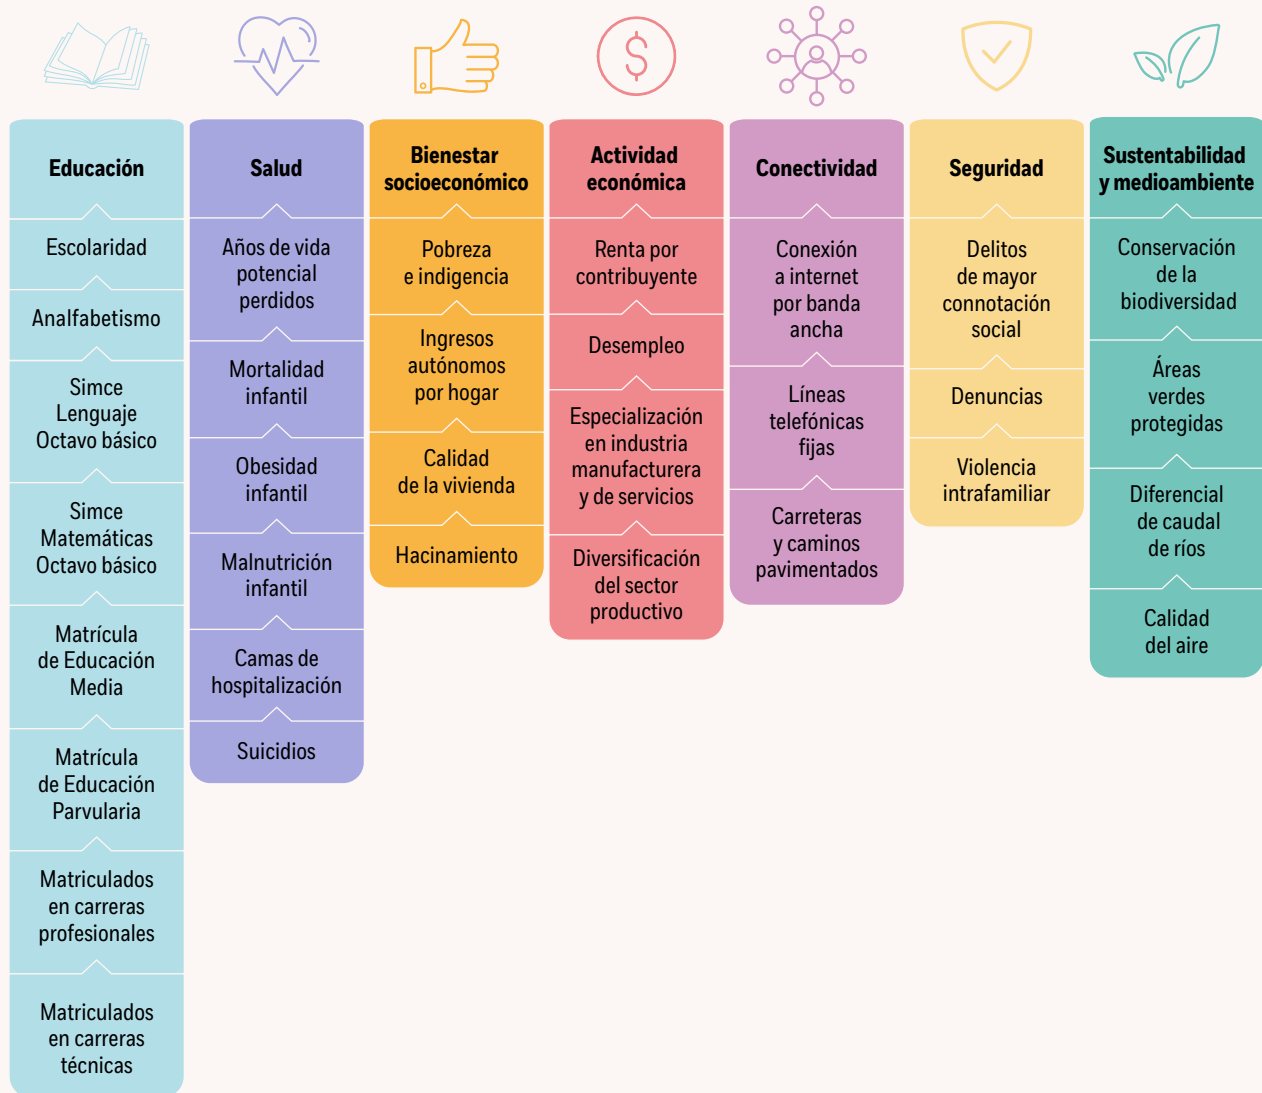 Educación
Escolaridad
Analfabetismo
Simce
Lenguaje
Octavo básico
Simce
Matemáticas
Octavo básico
Matrícula
de Educación
Media
Matrícula
de Educación
Parvularia
Matriculados
en carreras
profesionales
Matriculados
en carreras
técnicas
Salud
Años de vida
potencial
perdidos
Mortalidad
infantil
Obesidad
infantil
Malnutrición
infantil
Camas de
hospitalización
Suicidios
Bienestar
socioeconómico
Pobreza
e indigencia
Ingresos
autónomos
por hogar
Calidad
de la vivienda
Hacinamiento
Actividad
económica
Renta por
contribuyente
Desempleo
Especialización
en industria
manufacturera
y de servicios
Diversificación
del sector
productivo
Conectividad
Conexión
a internet
por banda
ancha
Líneas
telefónicas
fijas
Carreteras
y caminos
pavimentados
Seguridad
Delitos
de mayor
connotación
social
Denuncias
Violencia
intrafamiliar
Sustentabilidad
y medioambiente
Conservación
de la
biodiversidad
Áreas
verdes
protegidas
Diferencial
de caudal
de ríos
Calidad
del aire